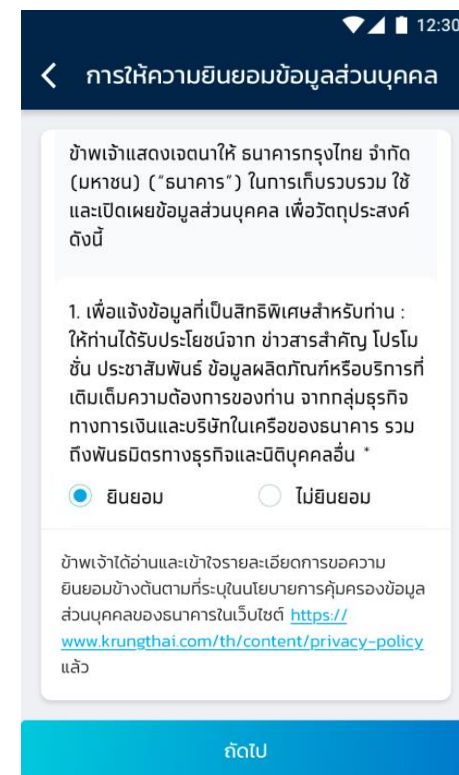 12:30
การให้ความยินยอมข้อมูลส่วนบุคคล
ข้าพเจ้าแสดงเจตนาให้ ธนาคารกรุงไทย จำกัด
(มหาชน) (“ธนาคาร”) ในการเก็บรวบรวม ใช้
และเปิดเผยข้อมูลส่วนบุคคล เพื่อวัตถุประสงค์
ดังนี้
1. เพื่อแจ้งข้อมูลที่เป็นสิทธิพิเศษสำหรับท่าน :
ให้ท่านได้รับประโยชน์จาก ข่าวสารสำคัญ โปรโม
ชั่น ประชาสัมพันธ์ ข้อมูลผลิตภัณฑ์หรือบริการที่
เติมเต็มความต้องการของท่าน จากกลุ่มธุรกิจ
ทางการเงินและบริษัทในเครือของธนาคาร รวม
ถึงพันธมิตรทางธุรกิจและนิติบุคคลอื่น *
ยินยอม ไม่ยินยอม
ข้าพเจ้าได้อ่านและเข้าใจรายละเอียดการขอความ
ยินยอมข้างต้นตามที่ระบุในนโยบายการคุ้มครองข้อมูล
ส่วนบุคคลของธนาคารในเว็บไซต์ https://
www.krungthai.com/th/content/privacy-policy
แล้ว
ถัดไป